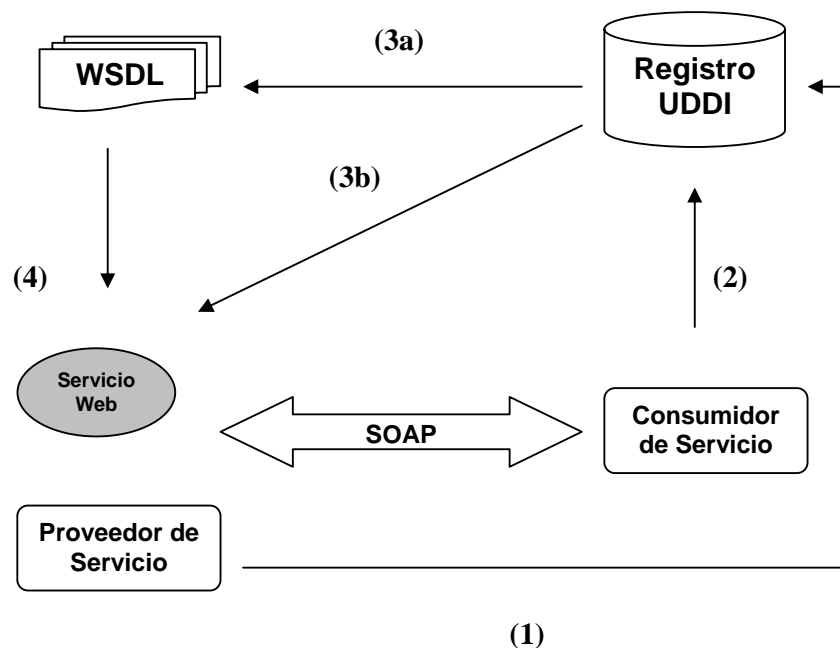 (3a)
WSDL
Registro
UDDI
(3b)
(4)
(2)
Servicio
Web
SOAP
Consumidor
de Servicio
Proveedor de
Servicio
(1)